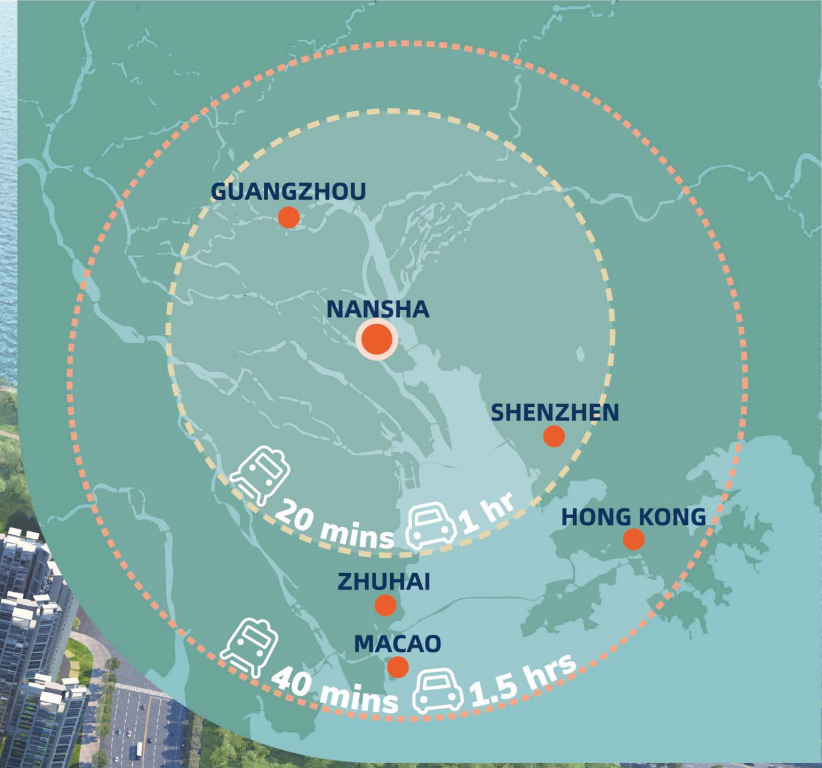 GUANGZHOU
NANSHA
SHENZHEN
20 mins 1 hr
HONG KONG
ZHUHAI
MACAO
40 mins 1.5 hrs